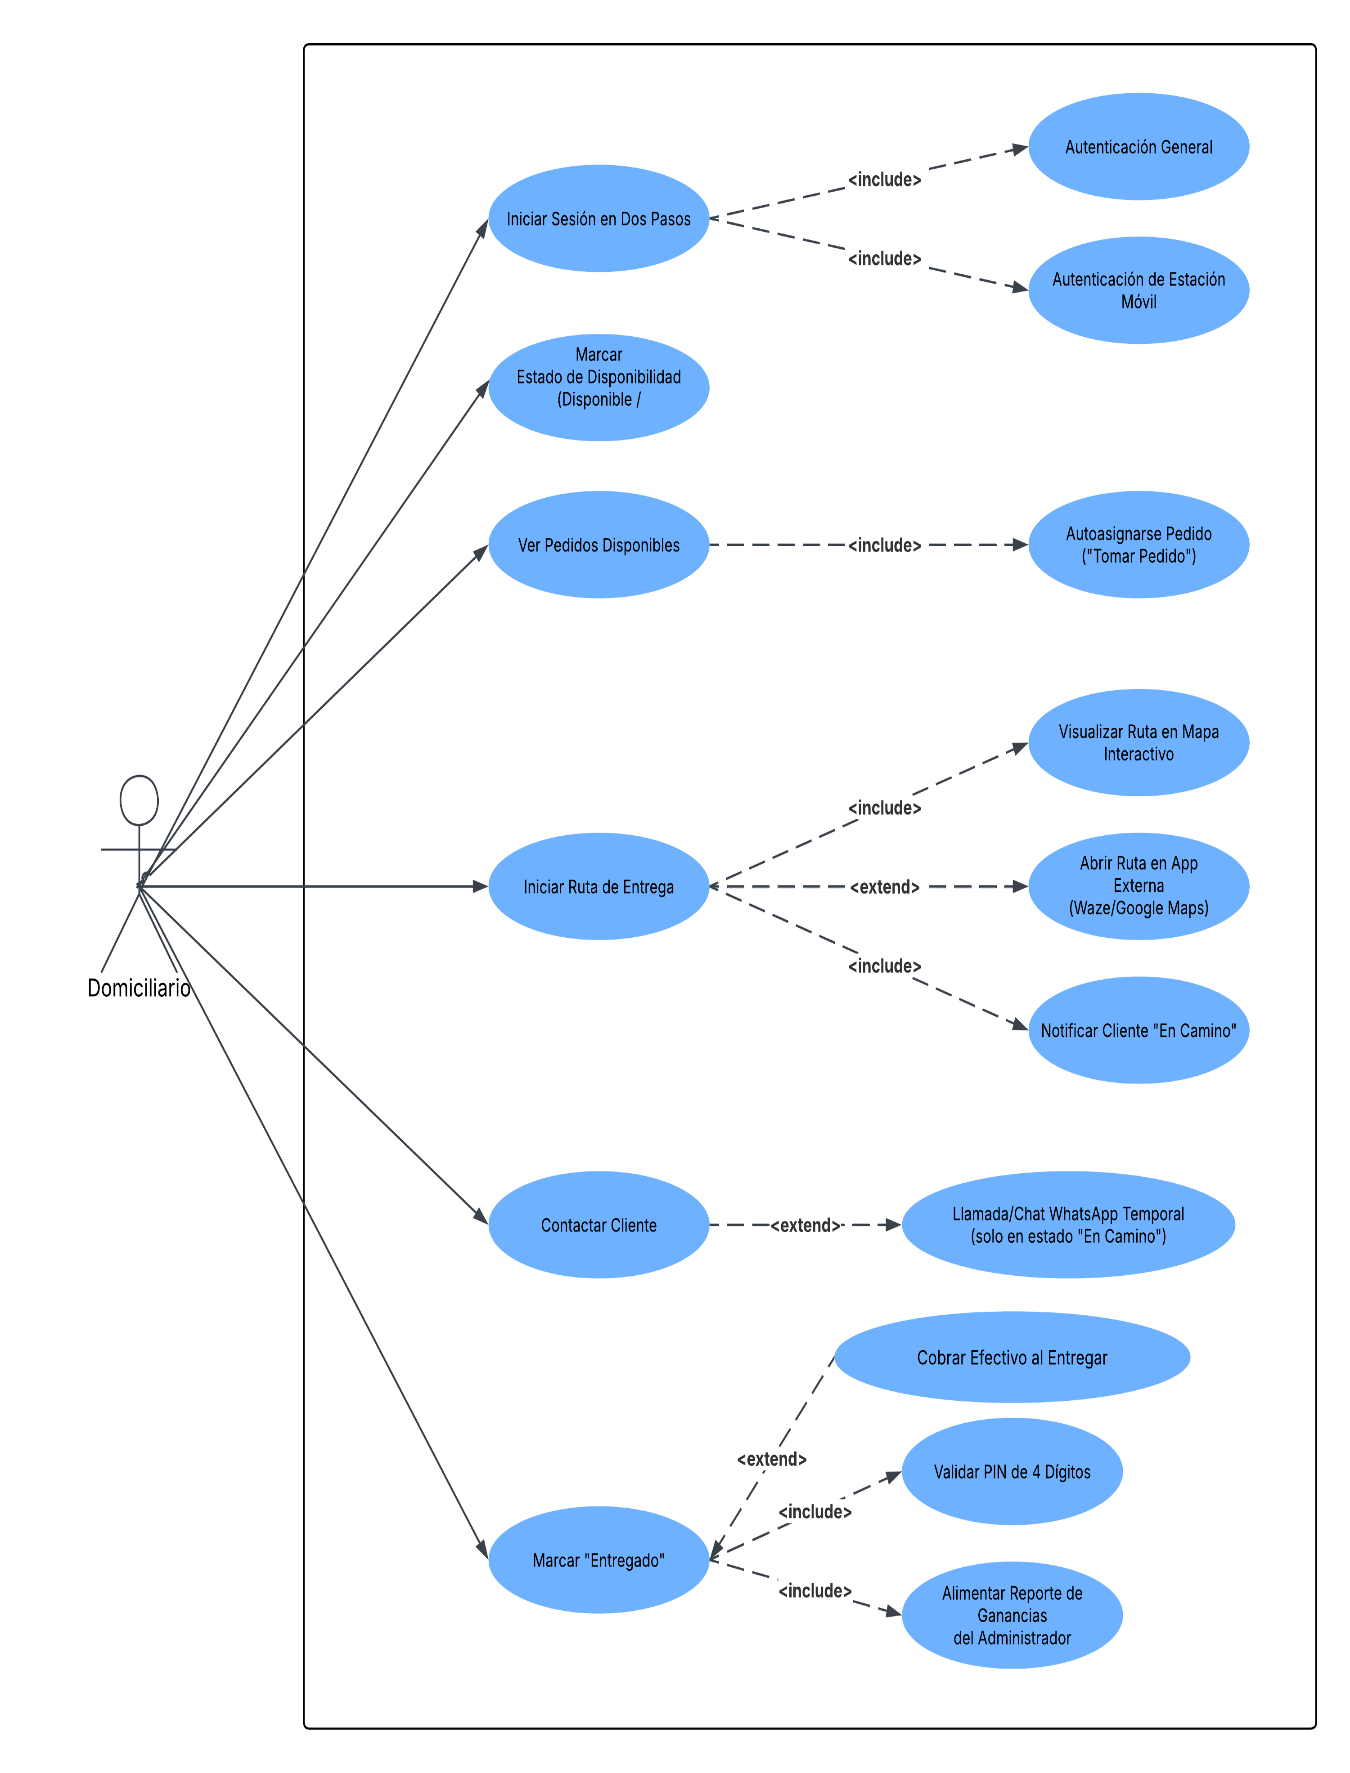 Autenticación General
<include>
Iniciar Sesión en Dos Pasos
<include>
Autenticación de Estación
Móvil
Marcar
Estado de Disponibilidad
(Disponible /
Ver Pedidos Disponibles
<include>
Autoasignarse Pedido
("Tomar Pedido")
Visualizar Ruta en Mapa
Interactivo
<include>
Iniciar Ruta de Entrega
<extend>
Abrir Ruta en App
Externa
(Waze/Google Maps)
<include>
Domiciliario
Notificar Cliente "En Camino"
Contactar Cliente
<extend>
Llamada/Chat WhatsApp Temporal
(solo en estado "En Camino")
Cobrar Efectivo al Entregar
<extend>
Validar PIN de 4 Dígitos
<include>
Marcar "Entregado"
<include>
Alimentar Reporte de
Ganancias
del Administrador